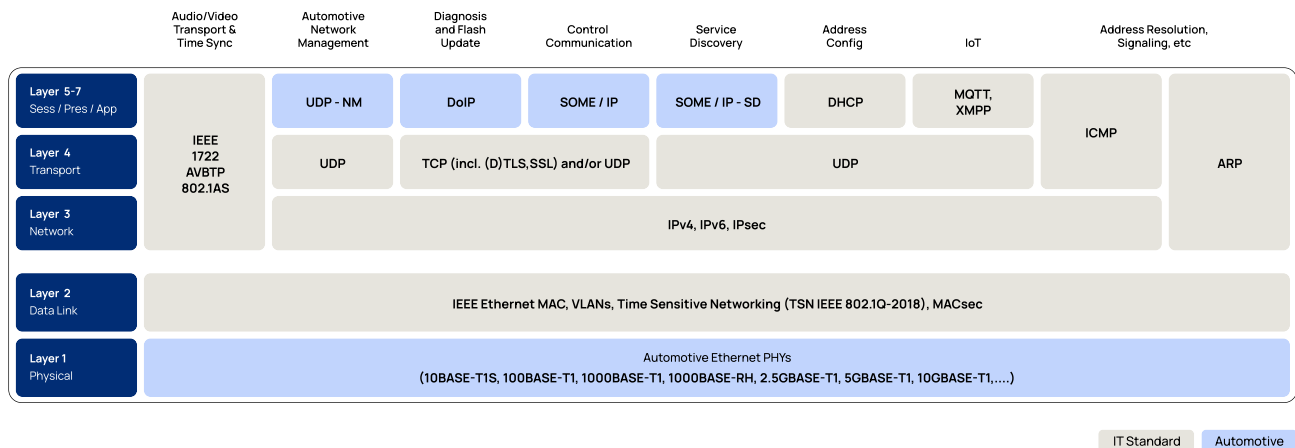 Audio/Video
Transport &
Time Sync
Automotive
Network
Management
Diagnosis
and Flash
Update
Control
Communication
Service
Discovery
Address
Config
IoT
Address Resolution,
Signaling, etc
Layer 5-7
Sess / Pres / App
IEEE
1722
AVBTP
802.1AS
UDP - NM
DoIP
SOME / IP
SOME / IP - SD
DHCP
MQTT,
XMPP
ICMP
ARP
Layer 4
Transport
UDP
TCP (incl. (D)TLS,SSL) and/or UDP
UDP
Layer 3
Network
IPv4, IPv6, IPsec
Layer 2
Data Link
IEEE Ethernet MAC, VLANs, Time Sensitive Networking (TSN IEEE 802.1Q-2018), MACsec
Layer 1
Physical
Automotive Ethernet PHYs
(10BASE-T1S, 100BASE-T1, 1000BASE-T1, 1000BASE-RH, 2.5GBASE-T1, 5GBASE-T1, 10GBASE-T1,....)
IT Standard
Automotive